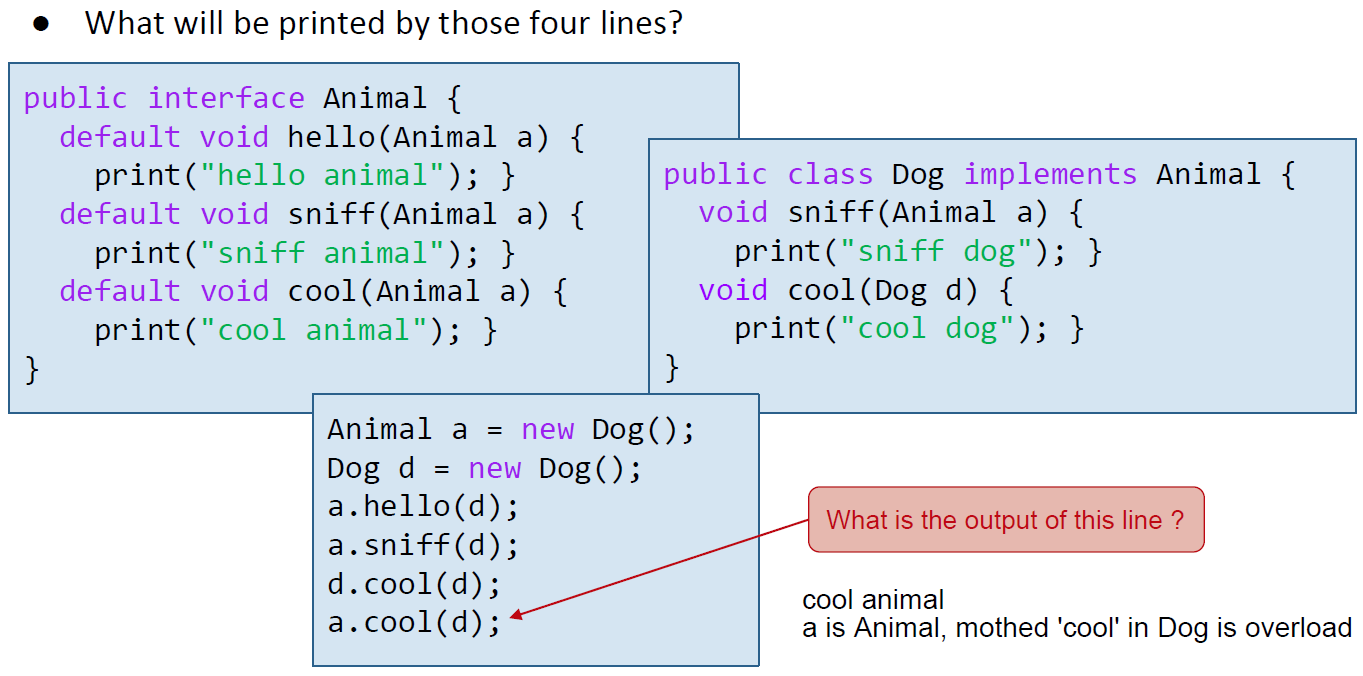 ● What will be printed by those four lines?
public interface Animal {
  default void hello(Animal a) {
    print("hello animal"); }
  default void sniff(Animal a) {
    print("sniff animal"); }
  default void cool(Animal a) {
    print("cool animal"); }
}
public class Dog implements Animal {
  void sniff(Animal a) {
    print("sniff dog"); }
  void cool(Dog d) {
    print("cool dog"); }
}
Animal a = new Dog();
Dog d = new Dog();
a.hello(d);
a.sniff(d);
d.cool(d);
a.cool(d);
What is the output of this line ?
cool animal
a is Animal, mothed 'cool' in Dog is overload